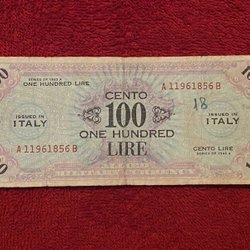 CENTO
SERIES OF 1943 A
ONE HUNDRED LIRE
A 11961856 B
100
18
ISSUED IN
ITALY
ISSUED IN
ITALY
ONE HUNDRED
A 11961856 B
LIRE
CENTO LIRE
SERIES OF 1943 A